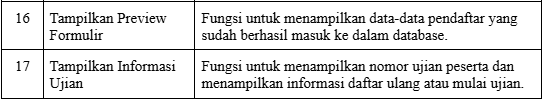 16 Tampilkan Preview Fungsi untuk menampilkan data-data pendaftar yang
Formulir sudah berhasil masuk ke dalam database.
17 Tampilkan Informasi Fungsi untuk menampilkan nomor ujian peserta dan
Ujian menampilkan informasi daftar ulang atau mulai ujian.